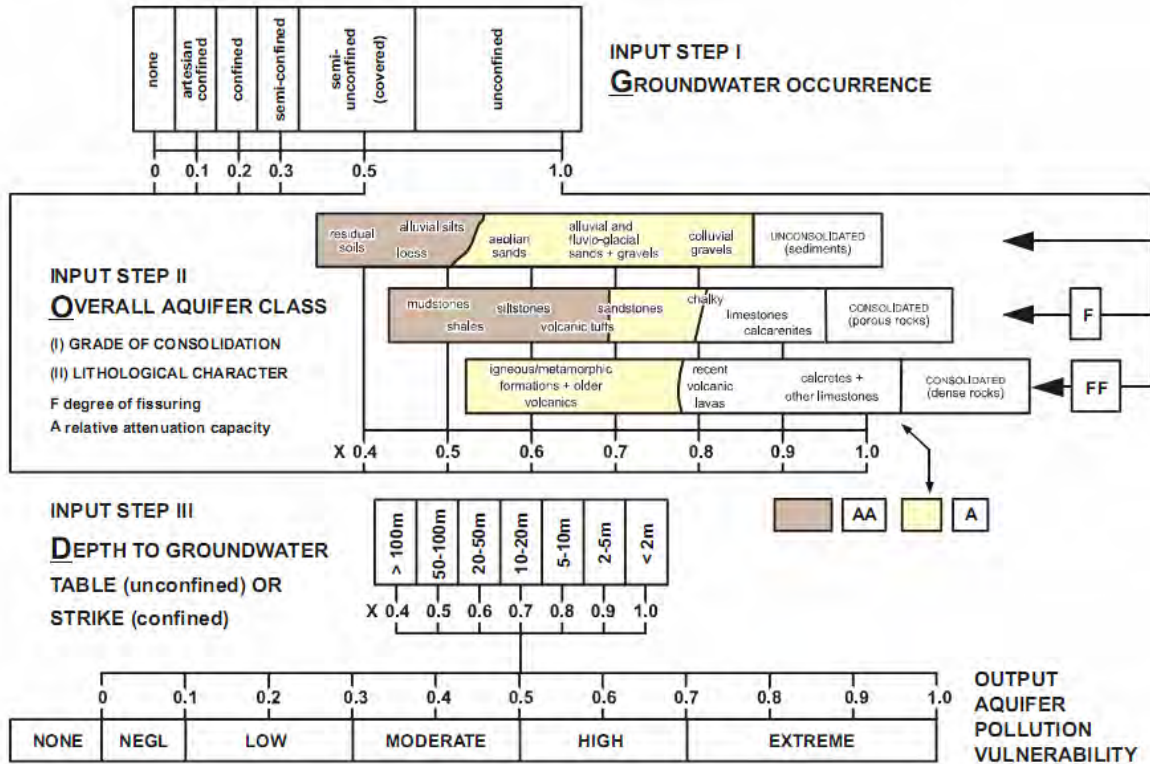 none
artesian
confined
confined
semi-confined
semi-
unconfined
(covered)
unconfined
INPUT STEP I
GROUNDWATER OCCURRENCE
0 0.1 0.2 0.3 0.5 1.0
residual
soils
alluvial silts
loess
aeolian
sands
alluvial and
fluvio-glacial
sands + gravels
colluvial
gravels
UNCONSOLIDATED
(sediments)
INPUT STEP II
OVERALL AQUIFER CLASS
(I) GRADE OF CONSOLIDATION
(II) LITHOLOGICAL CHARACTER
F degree of fissuring
A relative attenuation capacity
mudstones
shales
siltstones
volcanic tuffs
sandstones
chalky
limestones
calcarenites
CONSOLIDATED
(porous rocks)
F
igneous/metamorphic
formations + older
volcanics
recent
volcanic
lavas
calcretes +
other limestones
CONSOLIDATED
(dense rocks)
FF
X 0.4 0.5 0.6 0.7 0.8 0.9 1.0
AA
A
INPUT STEP III
DEPTH TO GROUNDWATER
TABLE (unconfined) OR
STRIKE (confined)
> 100m
50-100m
20-50m
10-20m
5-10m
2-5m
< 2m
X 0.4 0.5 0.6 0.7 0.8 0.9 1.0
0 0.1 0.2 0.3 0.4 0.5 0.6 0.7 0.8 0.9 1.0
NONE NEGL LOW MODERATE HIGH EXTREME
OUTPUT
AQUIFER
POLLUTION
VULNERABILITY